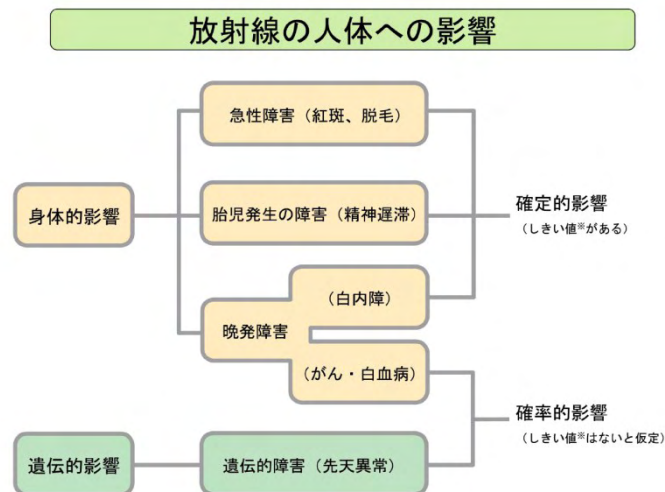 放射線の人体への影響
急性障害（紅斑、脱毛）
身体的影響
胎児発生の障害（精神遅滞）
確定的影響
（しきい値※がある）
（白内障）
晩発障害
（がん・白血病）
確率的影響
（しきい値※はないと仮定）
遺伝的影響
遺伝的障害（先天異常）